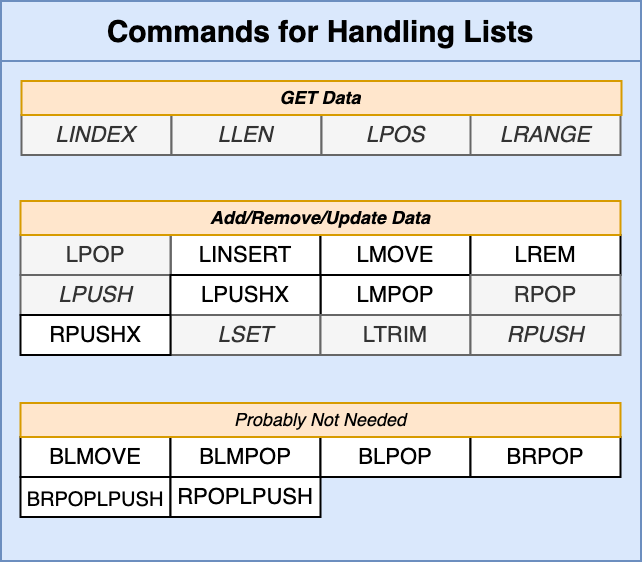 Commands for Handling Lists
GET Data
LINDEX LLEN LPOS LRANGE
Add/Remove/Update Data
LPOP LINSERT LMOVE LREM
LPUSH LPUSHX LMPOP RPOP
RPUSHX LSET LTRIM RPUSH
Probably Not Needed
BLMOVE BLMPOP BLPOP BRPOP
BRPOPLPUSH RPOPLPUSH